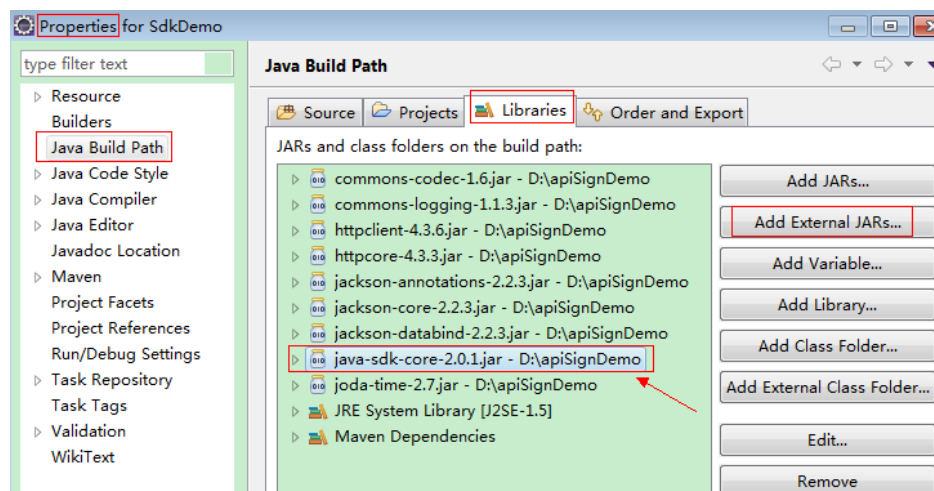 Properties for SdkDemo
type filter text
Resource
Builders
Java Build Path
Java Code Style
Java Compiler
Java Editor
Javadoc Location
Maven
Project Facets
Project References
Run/Debug Settings
Task Repository
Task Tags
Validation
WikiText
Java Build Path
Source
Projects
Libraries
Order and Export
JARs and class folders on the build path:
commons-codec-1.6.jar - D:\apiSignDemo
commons-logging-1.1.3.jar - D:\apiSignDemo
httpclient-4.3.6.jar - D:\apiSignDemo
httpcore-4.3.3.jar - D:\apiSignDemo
jackson-annotations-2.2.3.jar - D:\apiSignDemo
jackson-core-2.2.3.jar - D:\apiSignDemo
jackson-databind-2.2.3.jar - D:\apiSignDemo
java-sdk-core-2.0.1.jar - D:\apiSignDemo
joda-time-2.7.jar - D:\apiSignDemo
JRE System Library [J2SE-1.5]
Maven Dependencies
Add JARs...
Add External JARs...
Add Variable...
Add Library...
Add Class Folder...
Add External Class Folder...
Edit...
Remove